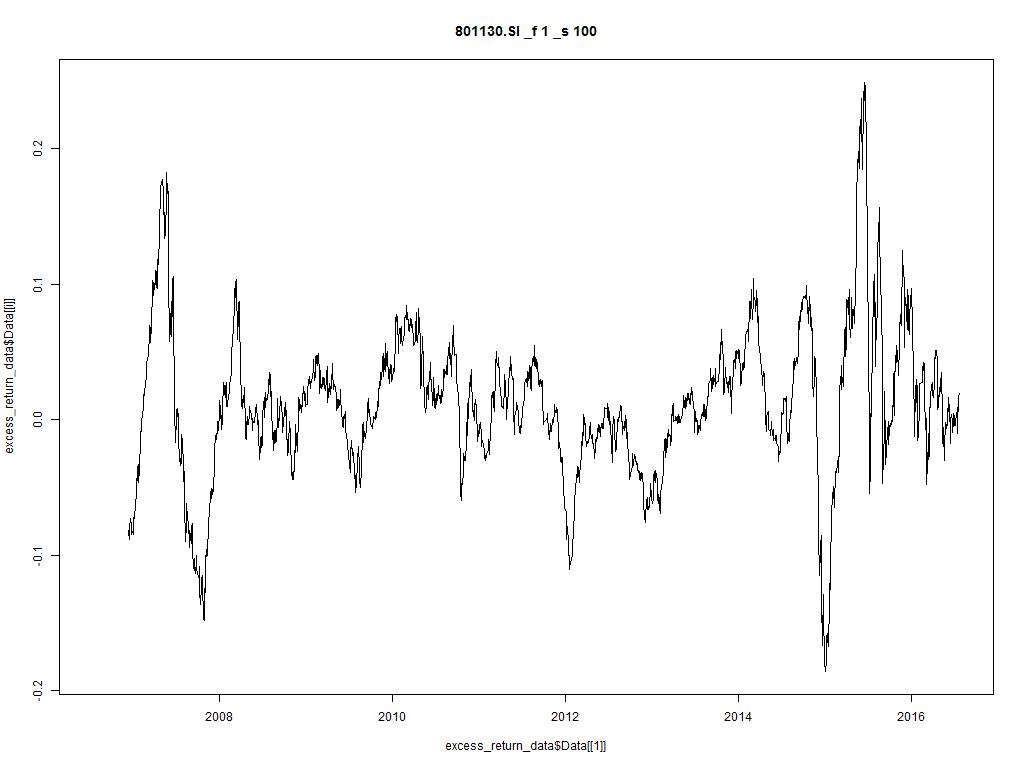 801130.SI _f 1 _s 100
excess_return_data$Data[[i]]
0.2
0.1
0.0
-0.1
-0.2
2008 2010 2012 2014 2016
excess_return_data$Data[[1]]